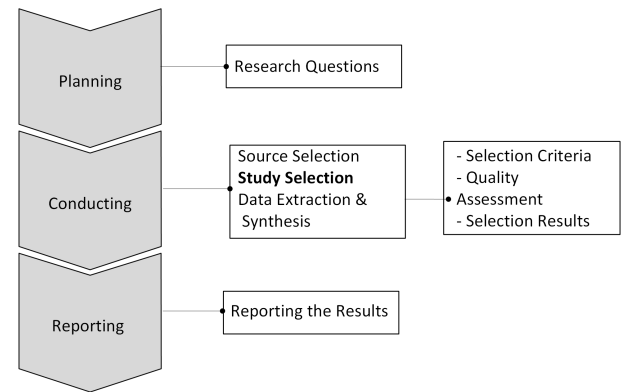 Planning
Research Questions
Conducting
Source Selection
Study Selection
Data Extraction &
Synthesis
- Selection Criteria
- Quality
Assessment
- Selection Results
Reporting
Reporting the Results